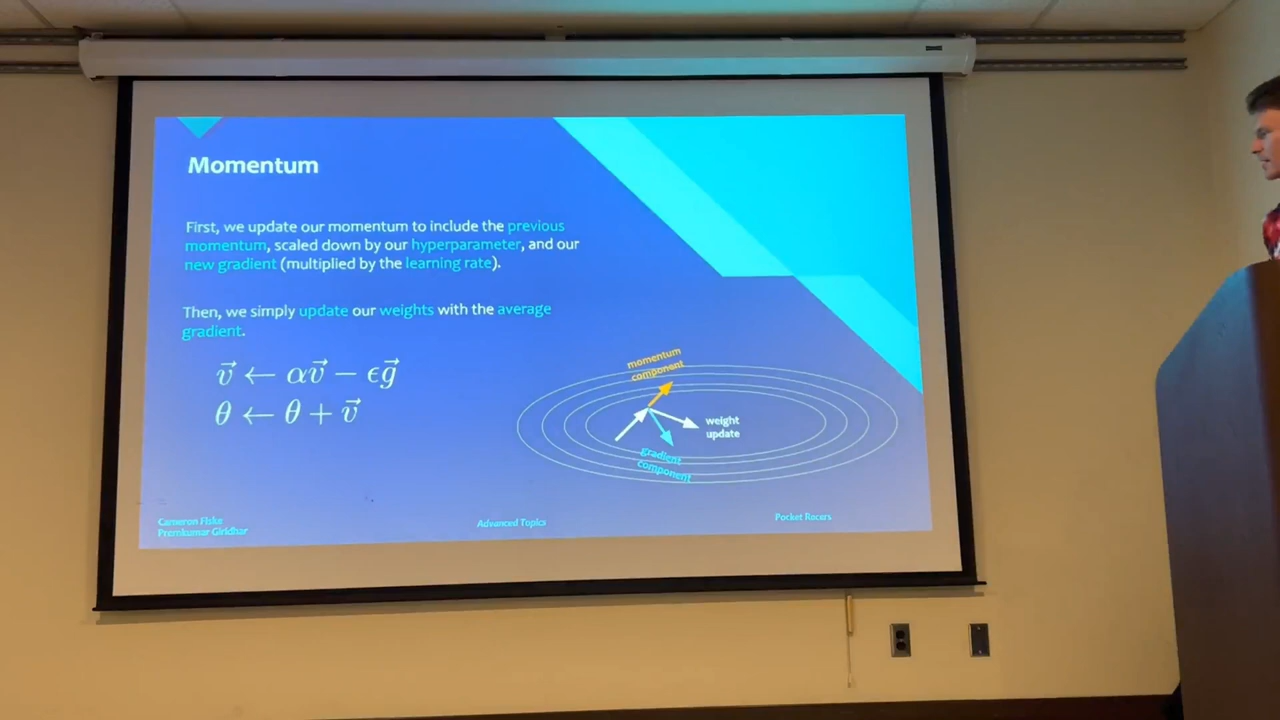 Momentum
First, we update our momentum to include the previous
momentum, scaled down by our hyperparameter, and our
new gradient (multiplied by the learning rate).
Then, we simply update our weights with the average
gradient.
v⃗ ← αv⃗ − ϵg⃗
θ ← θ + v⃗
momentum
component
weight
update
gradient
component
Cameron Fiske
Premkumar Giridhar
Advanced Topics
Pocket Racers